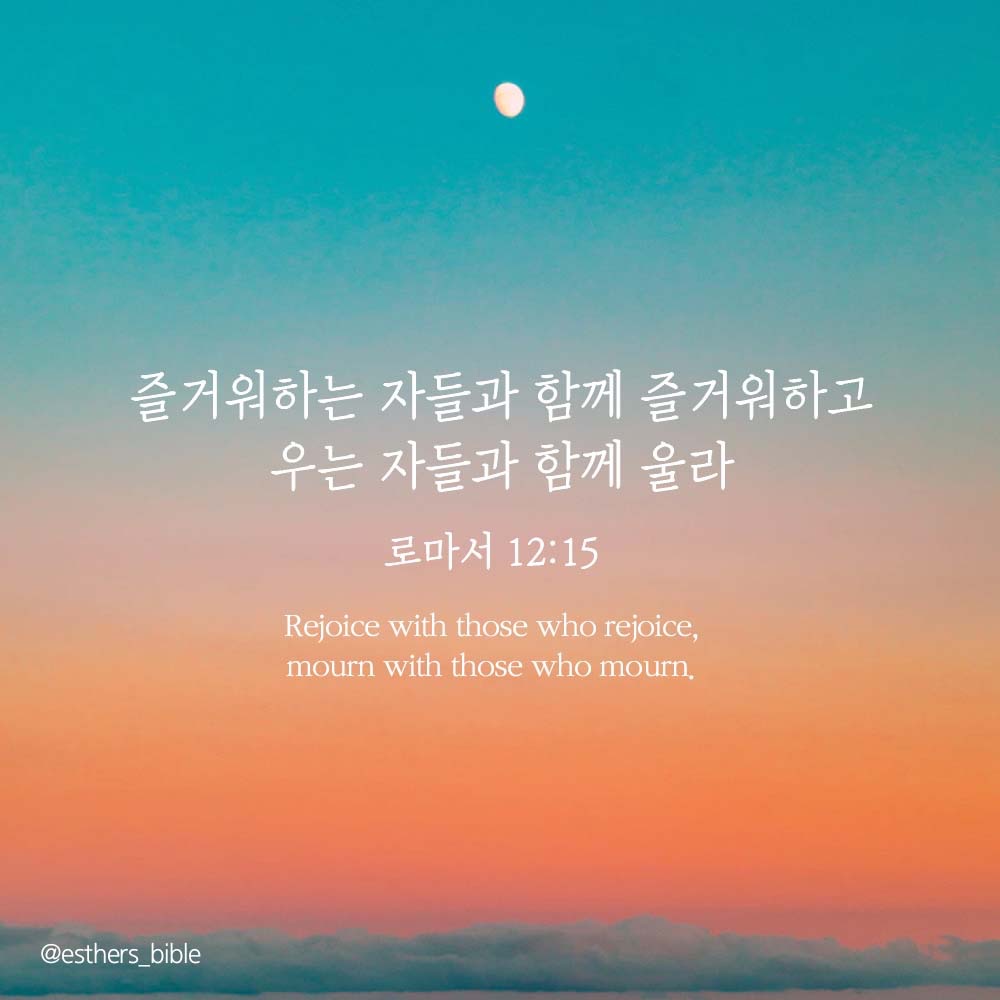 즐거워하는 자들과 함께 즐거워하고
우는 자들과 함께 울라
로마서 12:15
Rejoice with those who rejoice,
mourn with those who mourn.
@esthers_bible